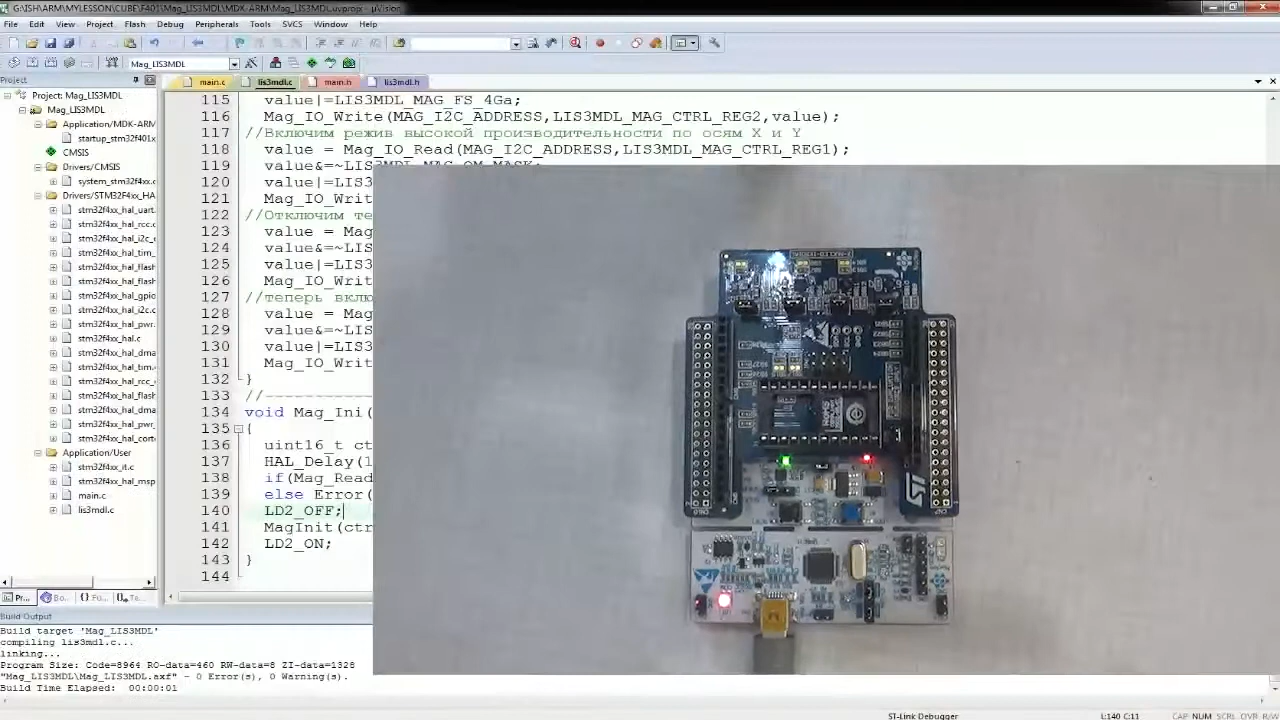 G:\ISH\ARM\MYLESSON\CUBE\F401\Mag_LIS3MDL\MDK-ARM\Mag_LIS3MDL.uvprojx - µVision
File Edit View Project Flash Debug Peripherals Tools SVCS Window Help
Mag_LIS3MDL
Project
main.c lis3mdl.c main.h lis3mdl.h
Project: Mag_LIS3MDL
Mag_LIS3MDL
Application/MDK-ARM
startup_stm32f401x
CMSIS
Drivers/CMSIS
system_stm32f4xx.c
Drivers/STM32F4xx_HA
stm32f4xx_hal_uart.
stm32f4xx_hal_rcc.c
stm32f4xx_hal_i2c_e
stm32f4xx_hal_tim_
stm32f4xx_hal_flash
stm32f4xx_hal_flash
stm32f4xx_hal_gpio
stm32f4xx_hal_i2c.c
stm32f4xx_hal_pwr.
stm32f4xx_hal.c
stm32f4xx_hal_dma
stm32f4xx_hal_tim.c
stm32f4xx_hal_rcc_
stm32f4xx_hal_flash
stm32f4xx_hal_dma
stm32f4xx_hal_pwr_
stm32f4xx_hal_corte
Application/User
stm32f4xx_it.c
stm32f4xx_hal_msp
main.c
lis3mdl.c
115 value|=LIS3MDL_MAG_FS_4Ga;
116 Mag_IO_Write(MAG_I2C_ADDRESS,LIS3MDL_MAG_CTRL_REG2,value);
117 //Включим режив высокой производительности по осям X и Y
118 value = Mag_IO_Read(MAG_I2C_ADDRESS,LIS3MDL_MAG_CTRL_REG1);
119 value&=~LIS3MDL_MAG_OM_MASK;
120 value|=LIS3
121 Mag_IO_Writ
122 //Отключим те
123 value = Mag
124 value&=~LIS
125 value|=LIS3
126 Mag_IO_Writ
127 //теперь вклю
128 value = Mag
129 value&=~LIS
130 value|=LIS3
131 Mag_IO_Writ
132 }
133 //-------------
134 void Mag_Ini(
135 {
136 uint16_t ct
137 HAL_Delay(1
138 if(Mag_Read
139 else Error(
140 LD2_OFF;
141 MagInit(ctr
142 LD2_ON;
143 }
144
Pr... Bo... {} Fu... Te...
Build Output
Build target 'Mag_LIS3MDL'
compiling lis3mdl.c...
linking...
Program Size: Code=8964 RO-data=460 RW-data=8 ZI-data=1328
"Mag_LIS3MDL\Mag_LIS3MDL.axf" - 0 Error(s), 0 Warning(s).
Build Time Elapsed: 00:00:01
ST-Link Debugger L:140 C:11 CAP NUM SCRL OVR R/W